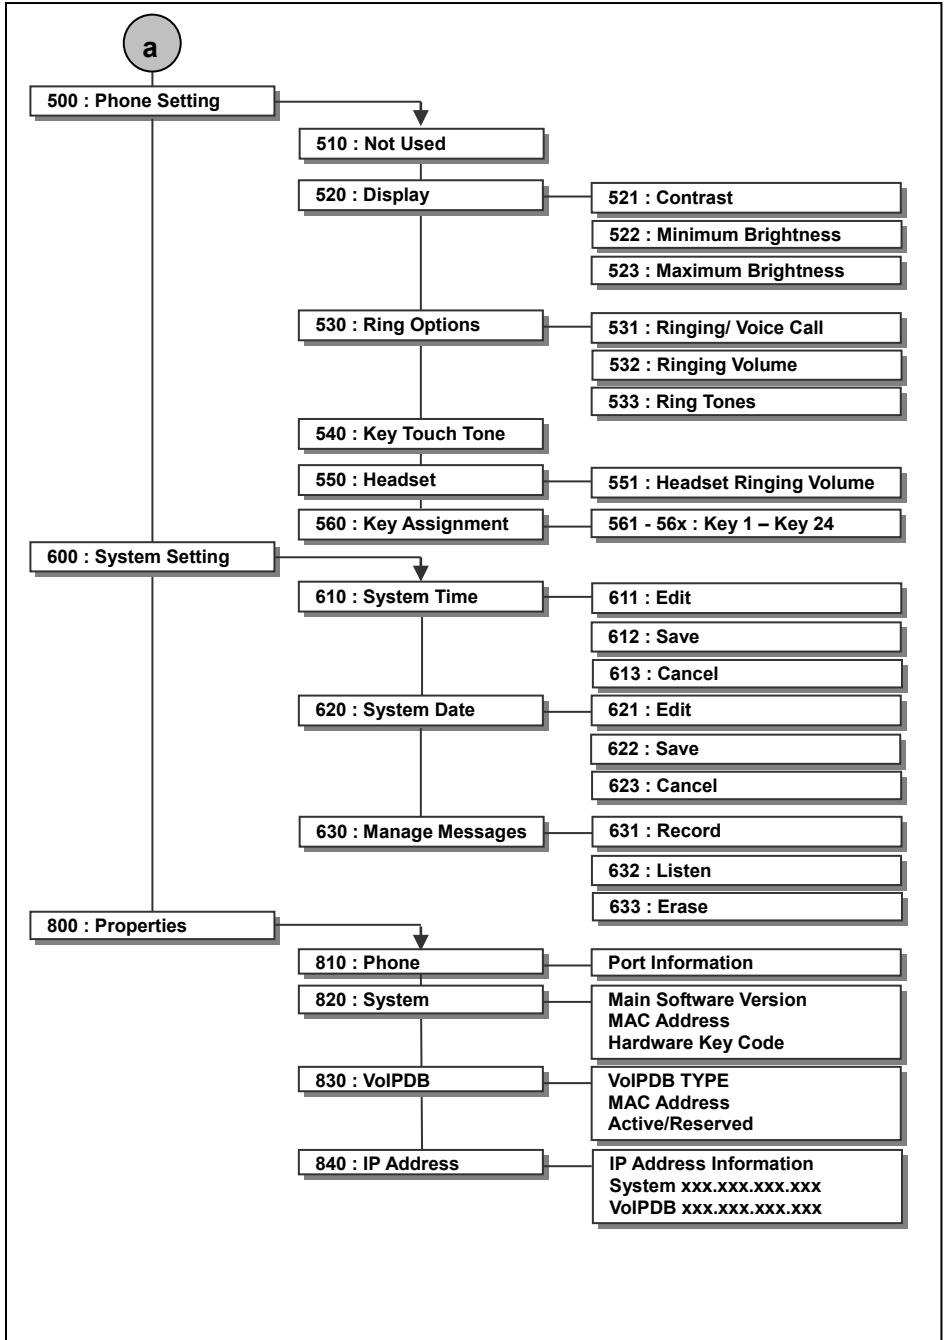 a
500 : Phone Setting
510 : Not Used
520 : Display
521 : Contrast
522 : Minimum Brightness
523 : Maximum Brightness
530 : Ring Options
531 : Ringing/ Voice Call
532 : Ringing Volume
533 : Ring Tones
540 : Key Touch Tone
550 : Headset
551 : Headset Ringing Volume
560 : Key Assignment
561 - 56x : Key 1 – Key 24
600 : System Setting
610 : System Time
611 : Edit
612 : Save
613 : Cancel
620 : System Date
621 : Edit
622 : Save
623 : Cancel
630 : Manage Messages
631 : Record
632 : Listen
633 : Erase
800 : Properties
810 : Phone
Port Information
820 : System
Main Software Version
MAC Address
Hardware Key Code
830 : VoIPDB
VoIPDB TYPE
MAC Address
Active/Reserved
840 : IP Address
IP Address Information
System xxx.xxx.xxx.xxx
VoIPDB xxx.xxx.xxx.xxx